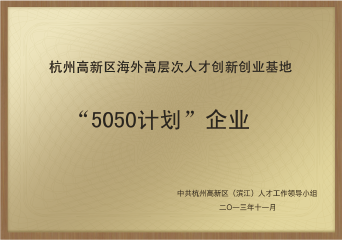 杭州高新区海外高层次人才创新创业基地
“5050计划”企业
中共杭州高新区（滨江）人才工作领导小组
二〇一三年十一月